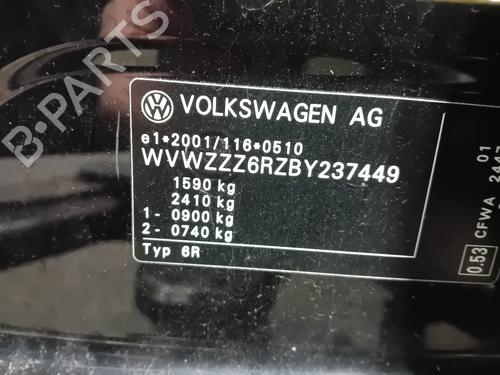 B-PARTS
VOLKSWAGEN AG
e1*2001/116*0510
WVWZZZ6RZBY237449
1590 kg
2410 kg
1- 0900 kg
2- 0740 kg
Typ 6R
0.53 CFWA
01